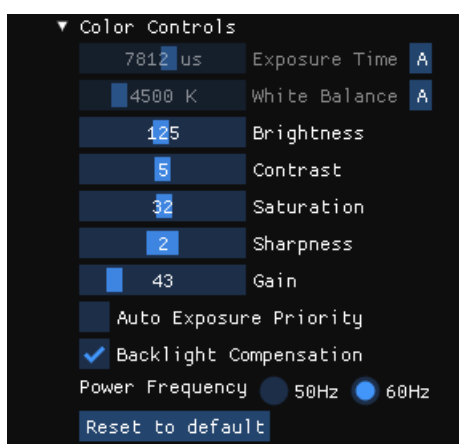 Color Controls
7812 us Exposure Time A
4500 K White Balance A
125 Brightness
5 Contrast
32 Saturation
2 Sharpness
43 Gain
Auto Exposure Priority
Backlight Compensation
Power Frequency 50Hz 60Hz
Reset to default